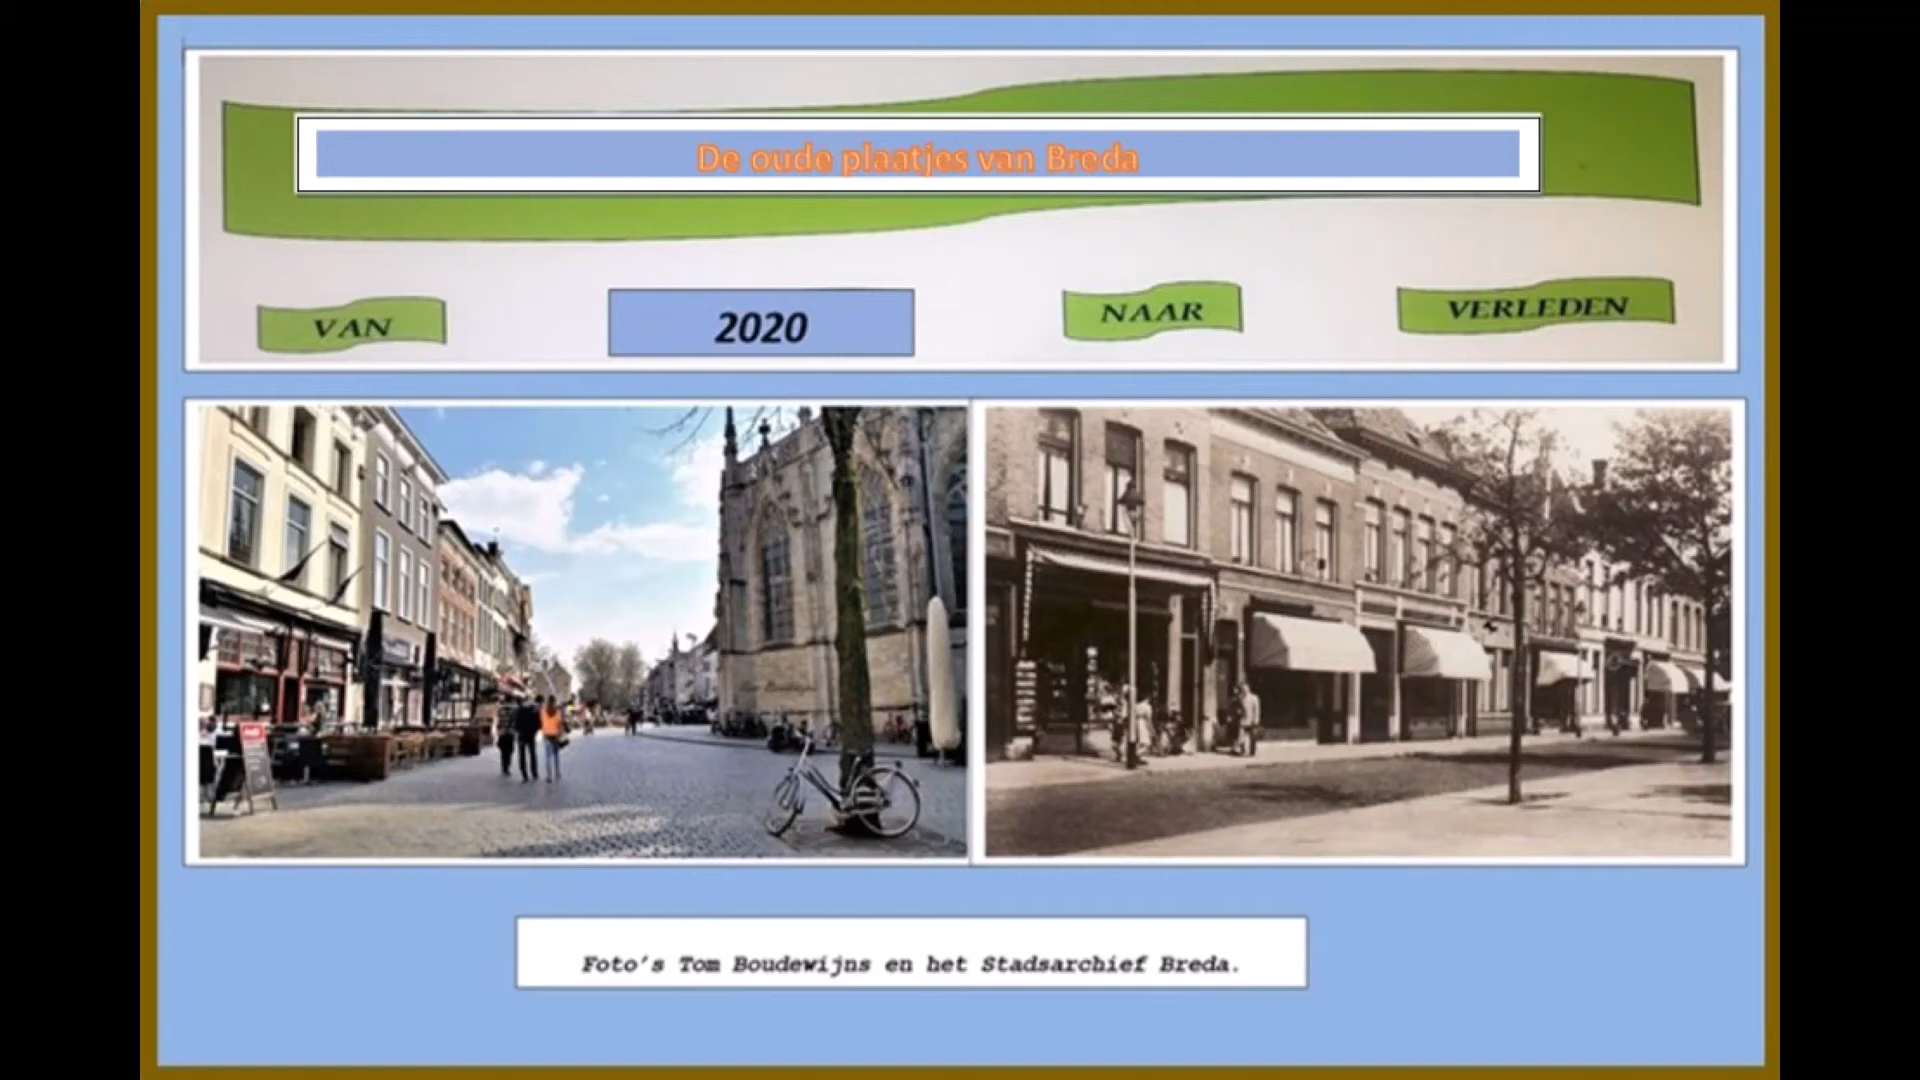 De oude plaatjes van Breda
VAN
2020
NAAR
VERLEDEN
Foto's Tom Boudewijns en het Stadsarchief Breda.